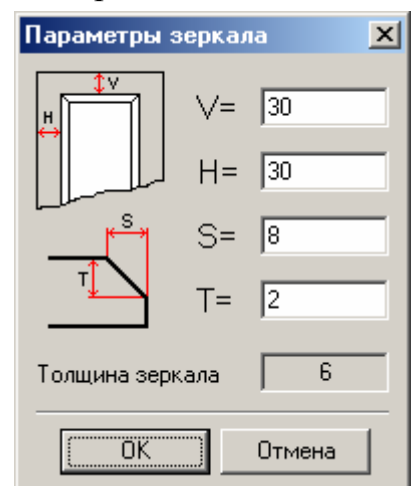 Параметры зеркала
V
H
V= 30
H= 30
S
S= 8
T
T= 2
Толщина зеркала 6
OK Отмена